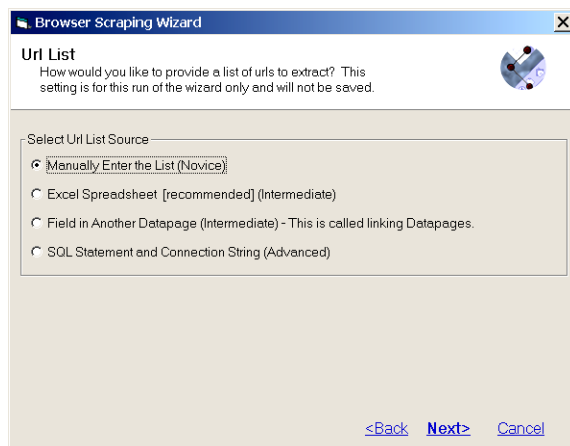 Browser Scraping Wizard
Url List
How would you like to provide a list of urls to extract? This
setting is for this run of the wizard only and will not be saved.
Select Url List Source
Manually Enter the List (Novice)
Excel Spreadsheet [recommended] (Intermediate)
Field in Another Datapage (Intermediate) - This is called linking Datapages.
SQL Statement and Connection String (Advanced)
<Back Next> Cancel